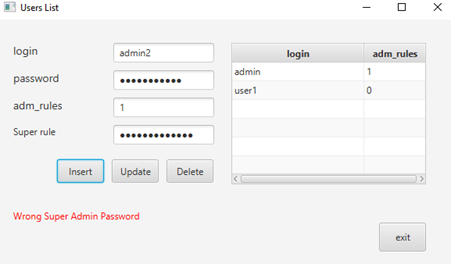 Users List
login
admin2
password
●●●●●●●●●●●
adm_rules
1
Super rule
●●●●●●●●●●●●●
Insert
Update
Delete
Wrong Super Admin Password
login adm_rules
admin 1
user1 0
exit